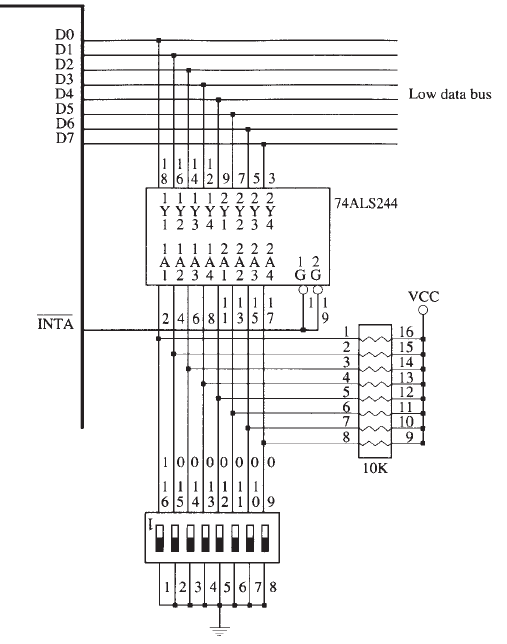 D0
D1
D2
D3
D4
D5
D6
D7
Low data bus
18 16 14 12 9 7 5 3
1Y1 1Y2 1Y3 1Y4 2Y1 2Y2 2Y3 2Y4
74ALS244
1A1 1A2 1A3 1A4 2A1 2A2 2A3 2A4 1G 2G
2 4 6 8 11 13 15 17 1 19
INTA
VCC
1 16
2 15
3 14
4 13
5 12
6 11
7 10
8 9
10K
1 0 0 0 0 0 0 0
16 15 14 13 12 11 10 9
1
1 2 3 4 5 6 7 8